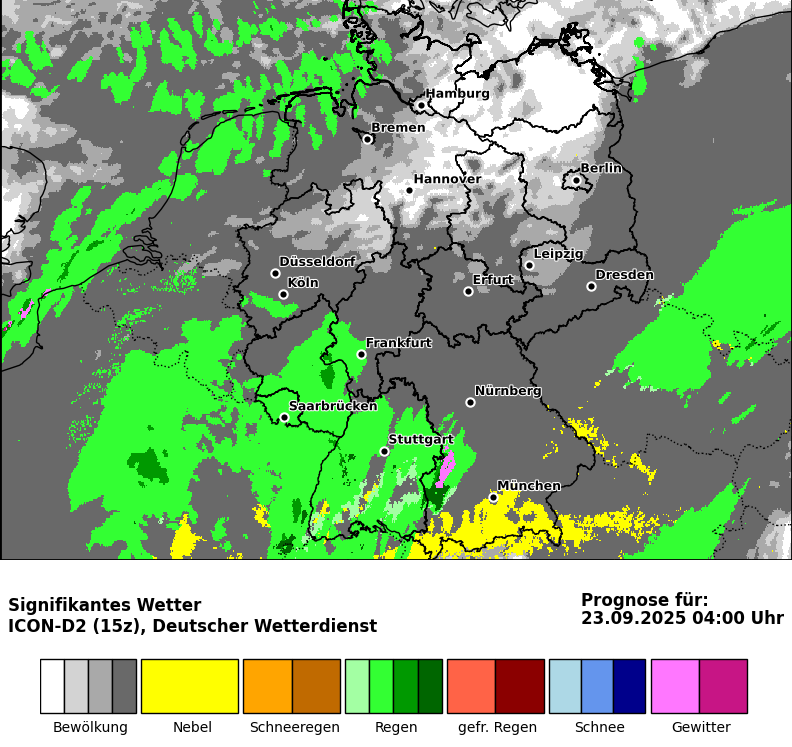 Hamburg
Bremen
Berlin
Hannover
Leipzig
Düsseldorf
Dresden
Köln
Erfurt
Frankfurt
Nürnberg
Saarbrücken
Stuttgart
München
Signifikantes Wetter
ICON-D2 (15z), Deutscher Wetterdienst
Prognose für:
23.09.2025 04:00 Uhr
Bewölkung
Nebel
Schneeregen
Regen
gefr. Regen
Schnee
Gewitter